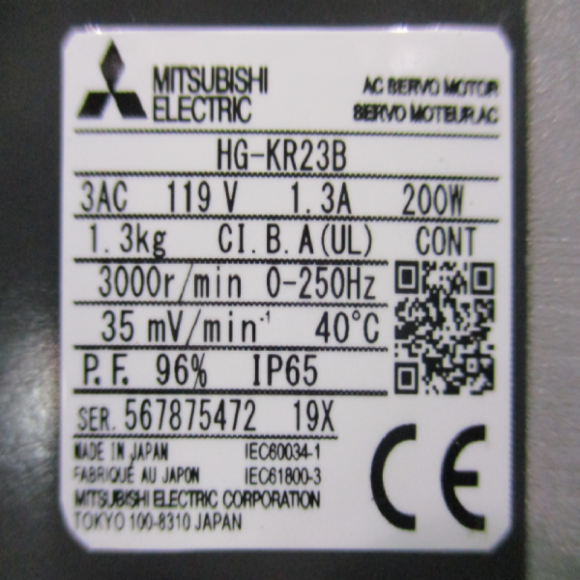 MITSUBISHI
ELECTRIC
AC SERVO MOTOR
SERVO MOTEUR AC
HG-KR23B
3AC 119 V 1.3A 200W
1.3kg CI.B.A(UL) CONT
3000r/min 0-250Hz
35 mV/min⁻¹ 40°C
P.F. 96% IP65
SER. 567875472 19X
MADE IN JAPAN IEC60034-1
FABRIQUÉ AU JAPON IEC61800-3
MITSUBISHI ELECTRIC CORPORATION
TOKYO 100-8310 JAPAN
CE